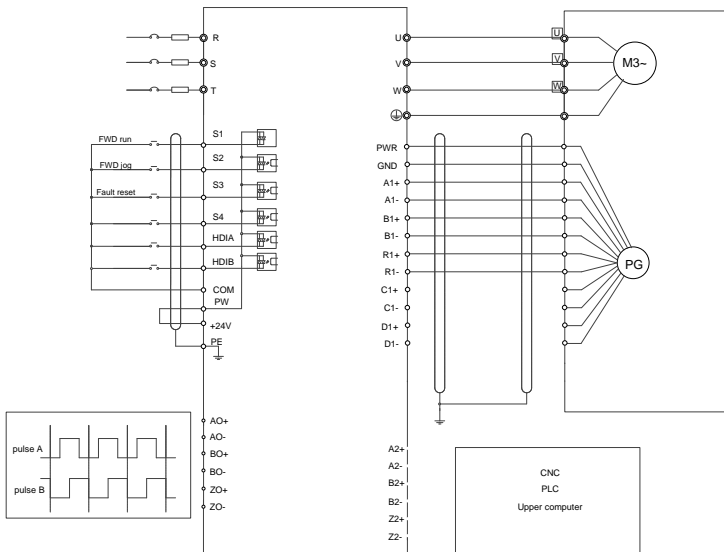 R
S
T
S1
FWD run
S2
FWD jog
S3
Fault reset
S4
HDIA
HDIB
COM
PW
+24V
PE
AO+
AO-
BO+
BO-
ZO+
ZO-
pulse A
pulse B
U
V
W
U
V
W
M3~
PWR
GND
A1+
A1-
B1+
B1-
R1+
R1-
C1+
C1-
D1+
D1-
PG
A2+
A2-
B2+
B2-
Z2+
Z2-
CNC
PLC
Upper computer